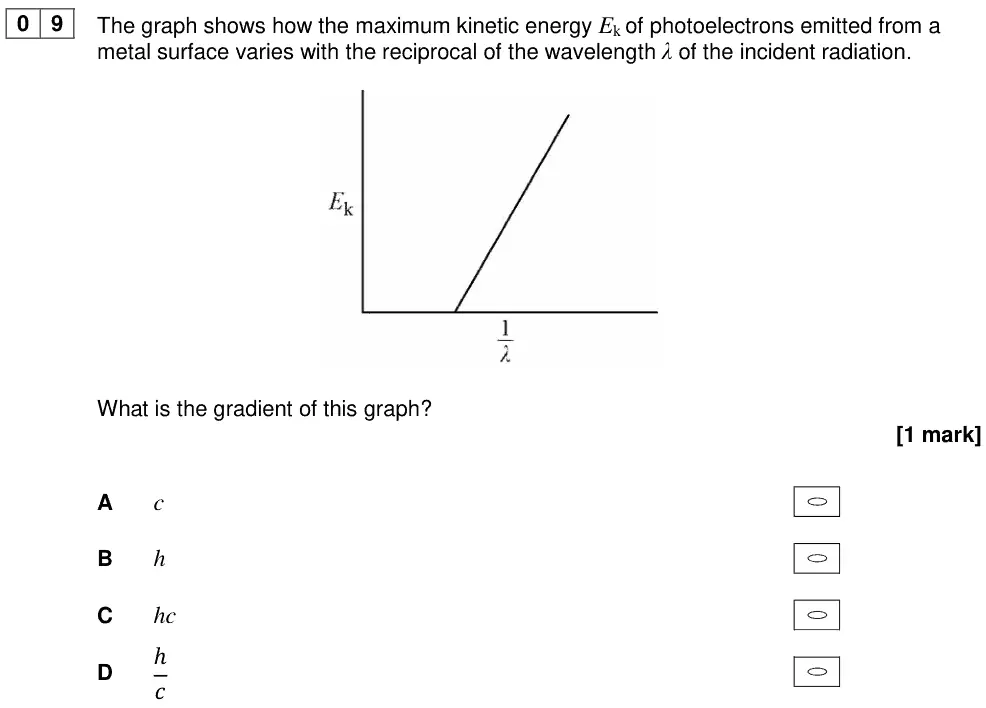 0 9 The graph shows how the maximum kinetic energy Eₖ of photoelectrons emitted from a
metal surface varies with the reciprocal of the wavelength λ of the incident radiation.
Eₖ
1
λ
What is the gradient of this graph?
[1 mark]
A c
B h
C hc
D h
c